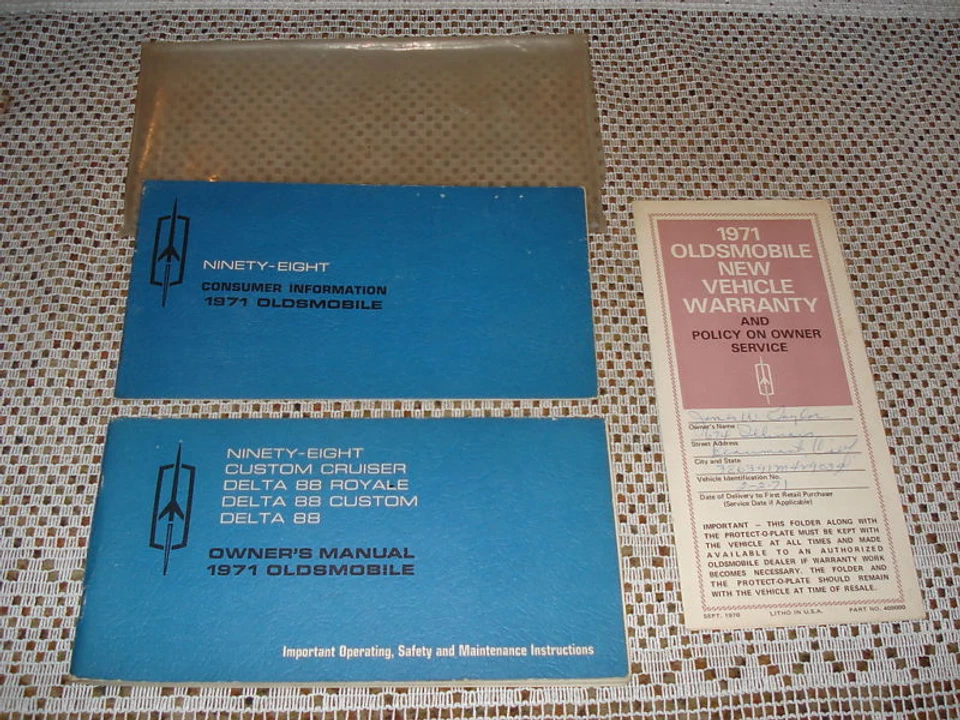 NINETY-EIGHT
CONSUMER INFORMATION
1971 OLDSMOBILE
NINETY-EIGHT
CUSTOM CRUISER
DELTA 88 ROYALE
DELTA 88 CUSTOM
DELTA 88
OWNER'S MANUAL
1971 OLDSMOBILE
Important Operating, Safety and Maintenance Instructions
1971
OLDSMOBILE
NEW
VEHICLE
WARRANTY
AND
POLICY ON OWNER
SERVICE
James W.
Owner's Name
Street Address
City and State
Vehicle Identification No.
2-2-71
Date of Delivery to First Retail Purchaser
(Service Date if Applicable)
IMPORTANT — THIS FOLDER ALONG WITH
THE PROTECT-O-PLATE MUST BE KEPT WITH
THE VEHICLE AT ALL TIMES AND MADE
AVAILABLE TO AN AUTHORIZED
OLDSMOBILE DEALER IF WARRANTY WORK
BECOMES NECESSARY. THE FOLDER AND
THE PROTECT-O-PLATE SHOULD REMAIN
WITH THE VEHICLE AT TIME OF RESALE.
SEPT. 1970 LITHO IN U.S.A. PART NO. 409000